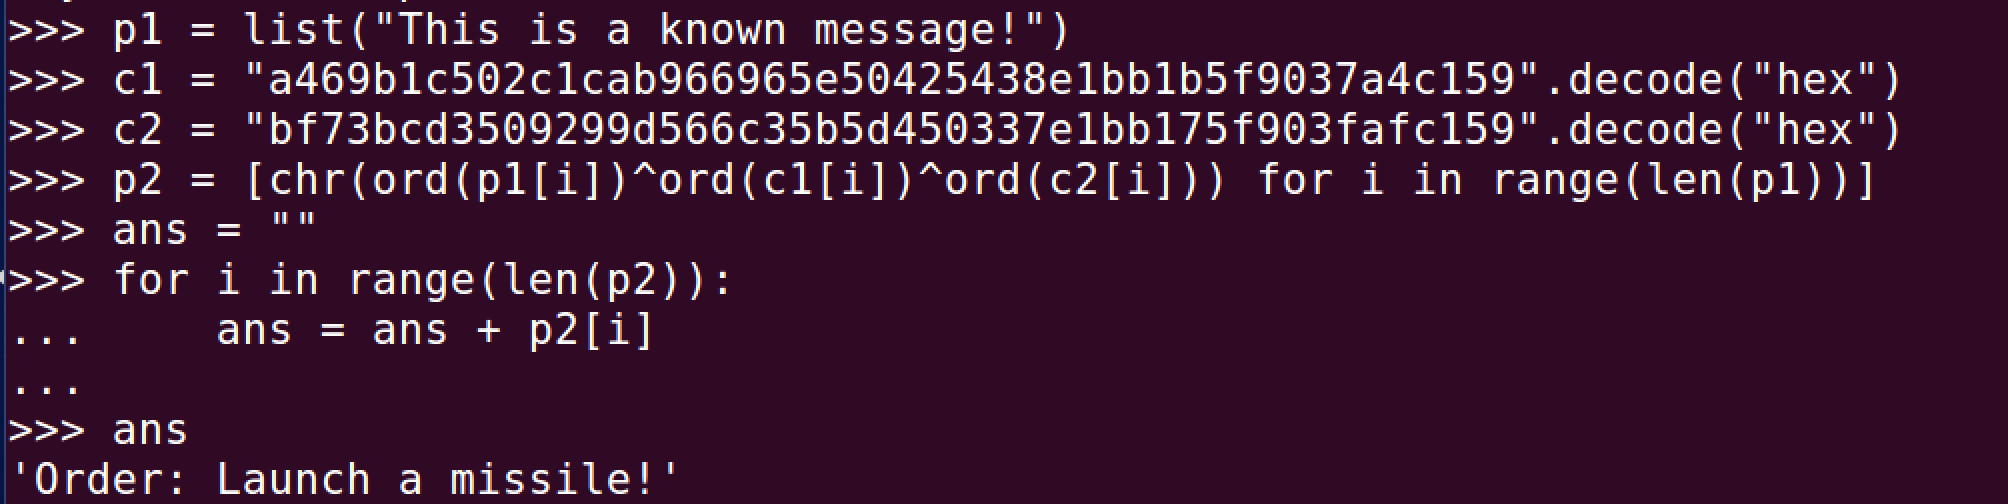 >>> p1 = list("This is a known message!")
>>> c1 = "a469b1c502c1cab966965e50425438e1bb1b5f9037a4c159".decode("hex")
>>> c2 = "bf73bcd3509299d566c35b5d450337e1bb175f903fafc159".decode("hex")
>>> p2 = [chr(ord(p1[i])^ord(c1[i])^ord(c2[i])) for i in range(len(p1))]
>>> ans = ""
>>> for i in range(len(p2)):
...     ans = ans + p2[i]
...
>>> ans
'Order: Launch a missile!'